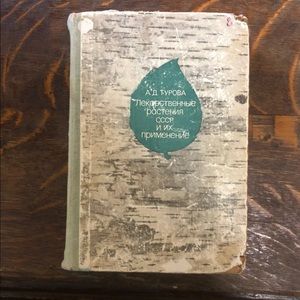 А.Д. ТУРОВА
Лекарственные
растения
СССР
и их
применение